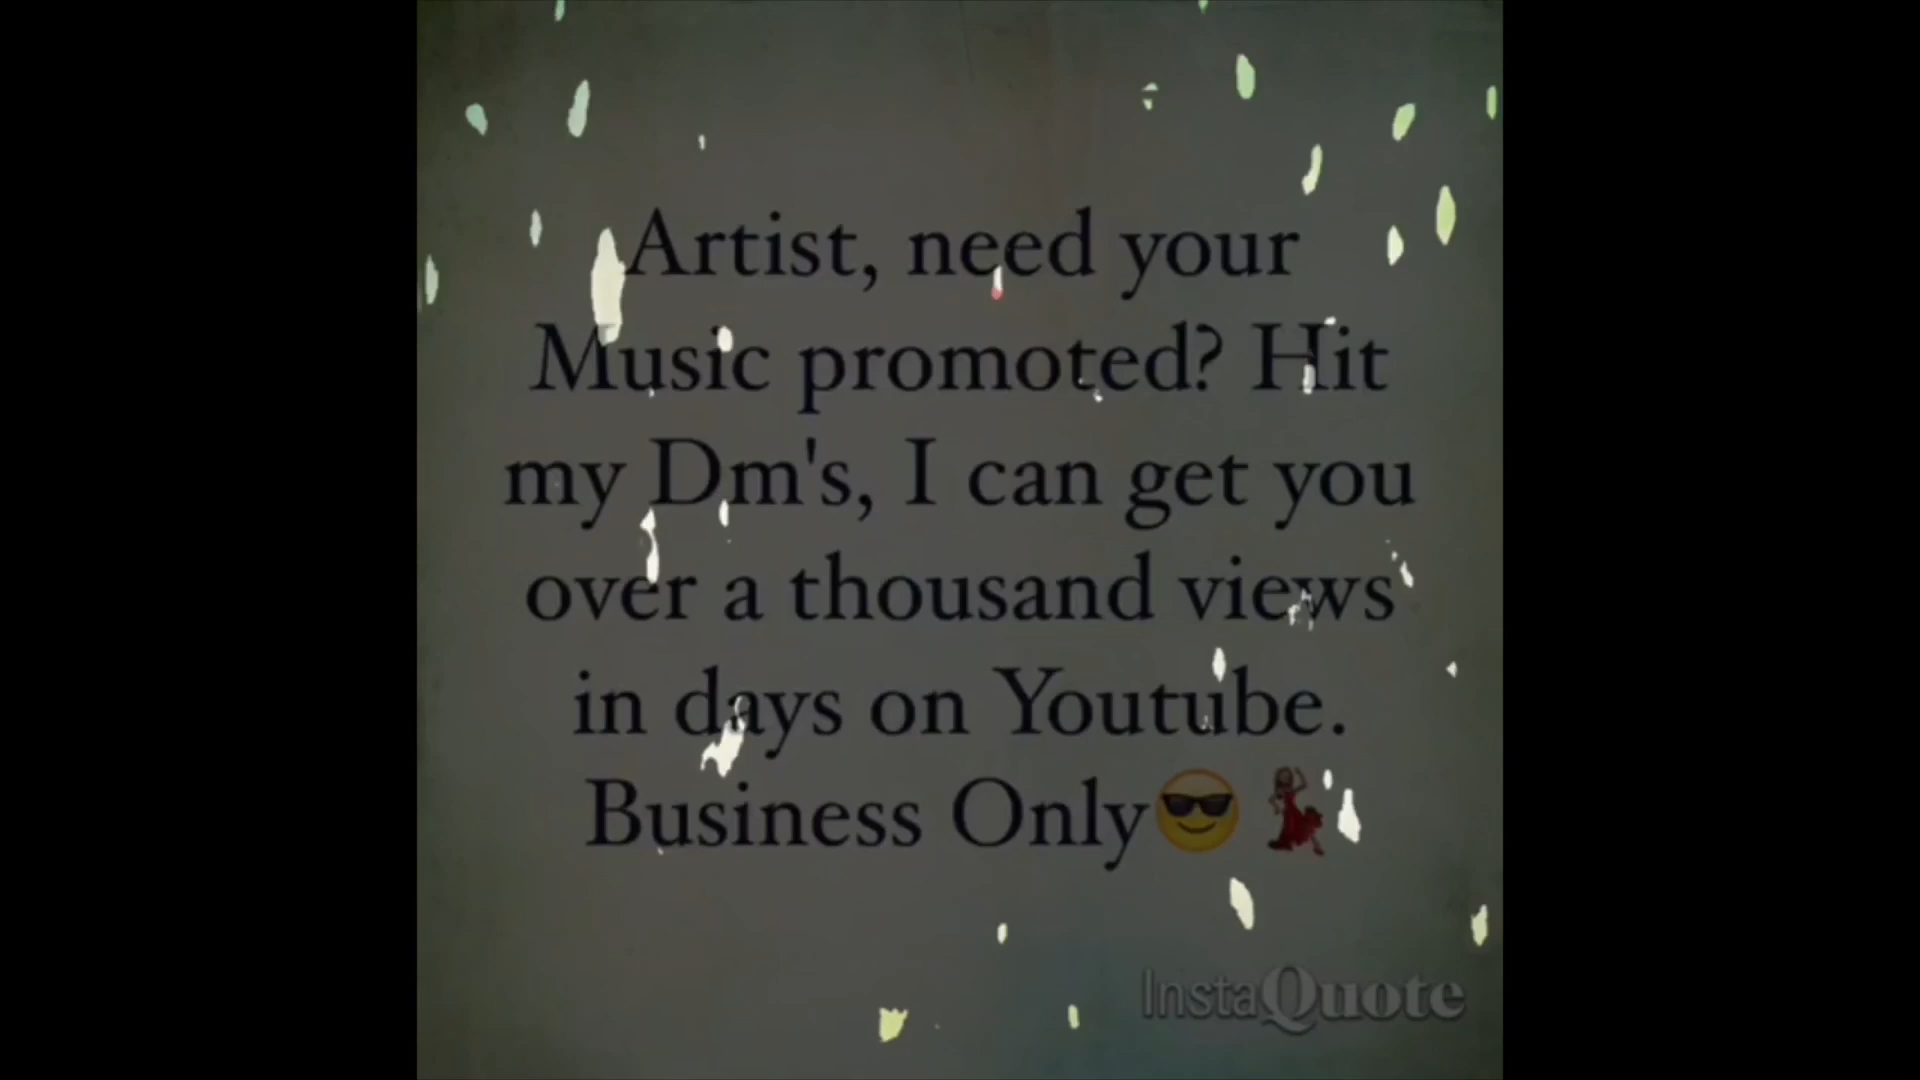 Artist, need your
Music promoted? Hit
my Dm's, I can get you
over a thousand views
in days on Youtube.
Business Only😎💃
InstaQuote